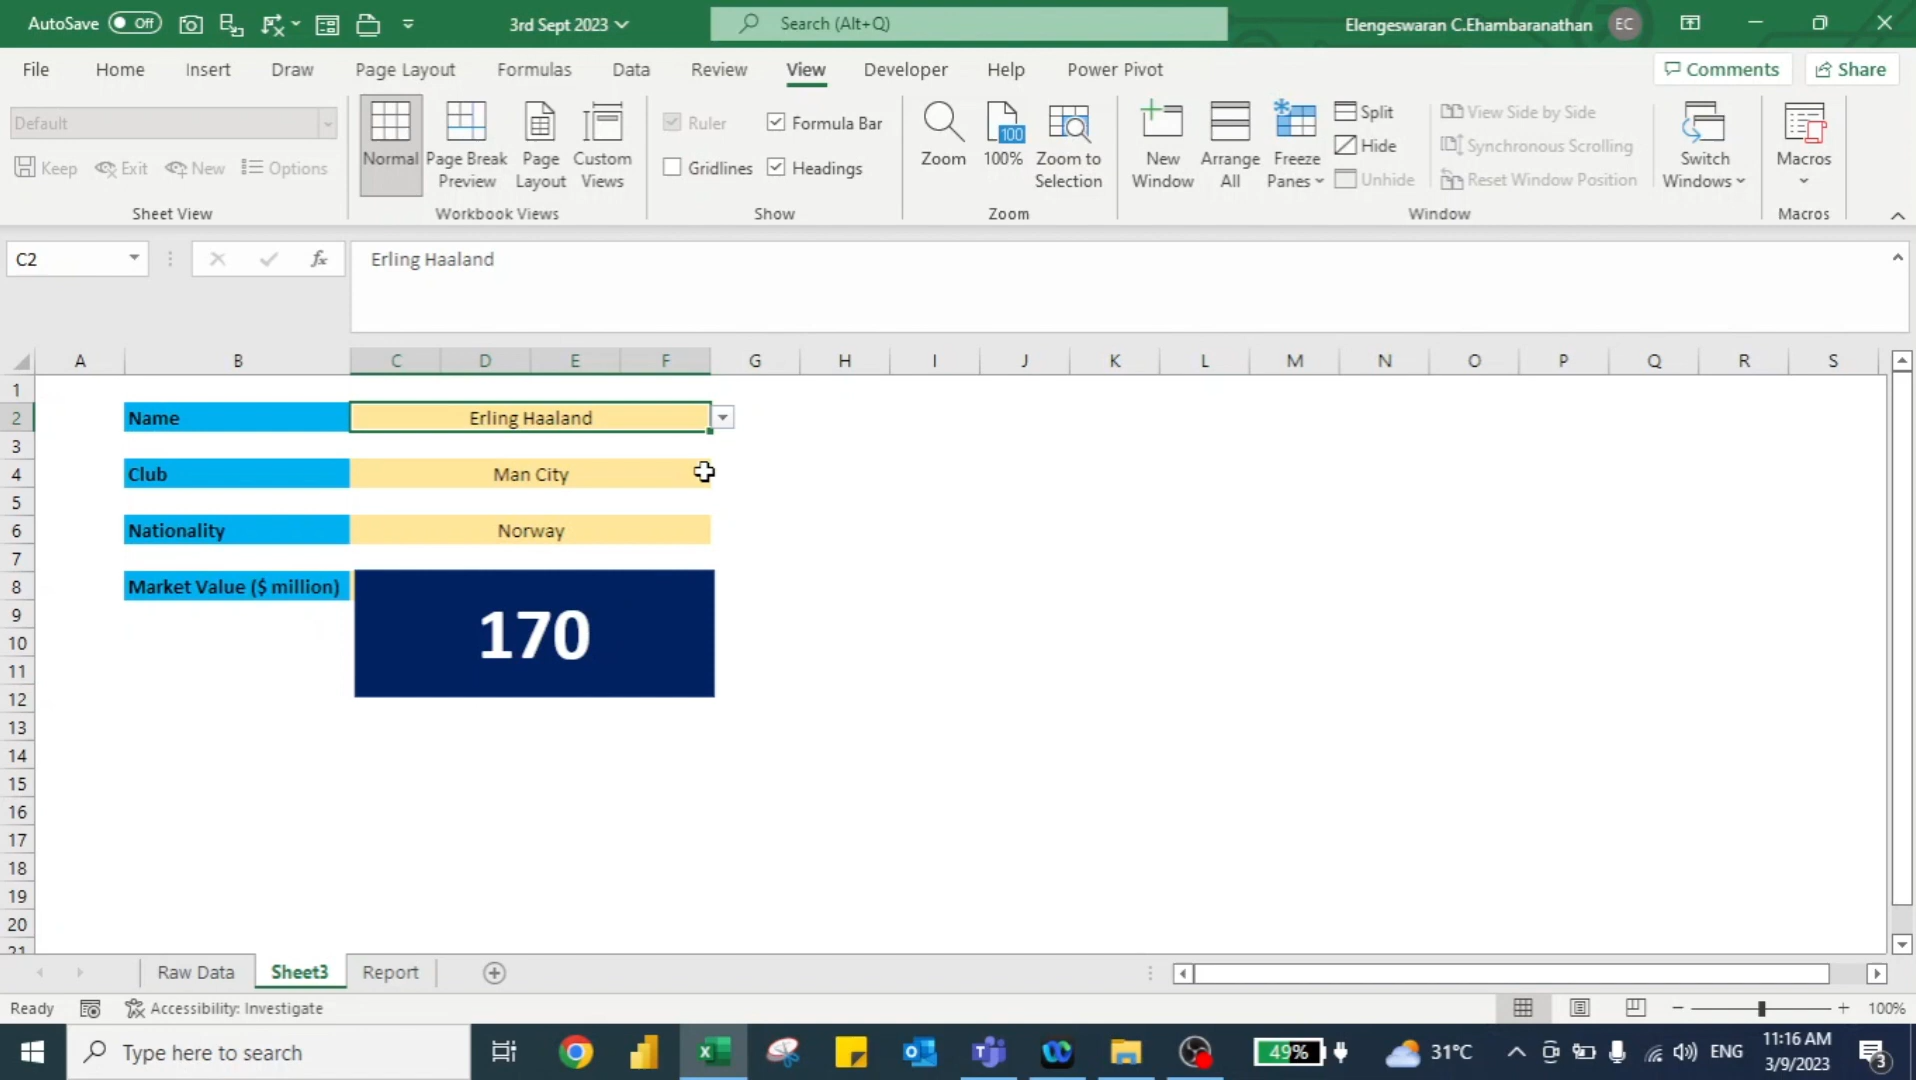 AutoSave Off
3rd Sept 2023
Search (Alt+Q)
Elengeswaran C.Ehambaranathan EC
File Home Insert Draw Page Layout Formulas Data Review View Developer Help Power Pivot Comments Share
Default
Keep Exit New Options
Sheet View
Normal
Page Break Preview
Page Layout
Custom Views
Workbook Views
Ruler Formula Bar
Gridlines Headings
Show
Zoom
100
100%
Zoom to Selection
Zoom
New Window
Arrange All
Freeze Panes
Split
Hide
Unhide
View Side by Side
Synchronous Scrolling
Reset Window Position
Switch Windows
Window
Macros
Macros
C2 fx Erling Haaland
A B C D E F G H I J K L M N O P Q R S
1
2 Name Erling Haaland
3
4 Club Man City
5
6 Nationality Norway
7
8 Market Value ($ million)
170
9
10
11
12
13
14
15
16
17
18
19
20
21
Raw Data Sheet3 Report
Ready Accessibility: Investigate 100%
Type here to search
49% 31°C ENG
11:16 AM
3/9/2023
3